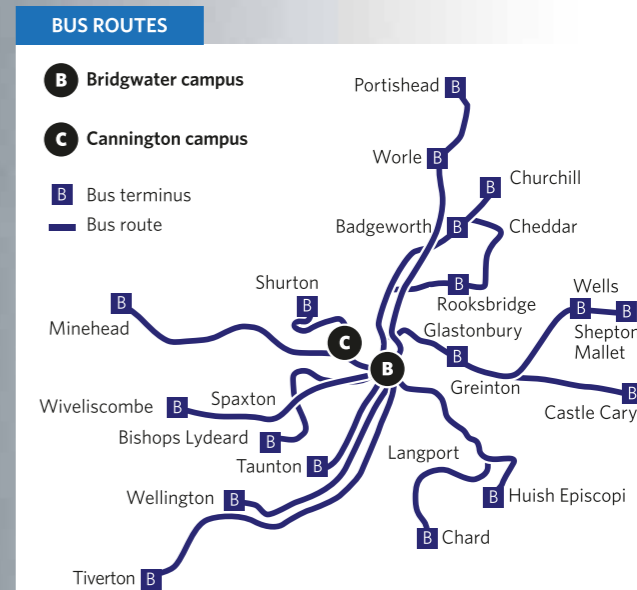 BUS ROUTES
B Bridgwater campus
C Cannington campus
B Bus terminus
Bus route
Portishead B
Worle B
B Churchill
Badgeworth B Cheddar
Shurton
B
B
Minehead
B
Rooksbridge
Wells
B B
Shepton
Mallet
Glastonbury
B
Greinton
C
B
B
Castle Cary
Spaxton
Wiveliscombe B
Bishops Lydeard B
Taunton B
Langport
Wellington B
B Huish Episcopi
B Chard
Tiverton B